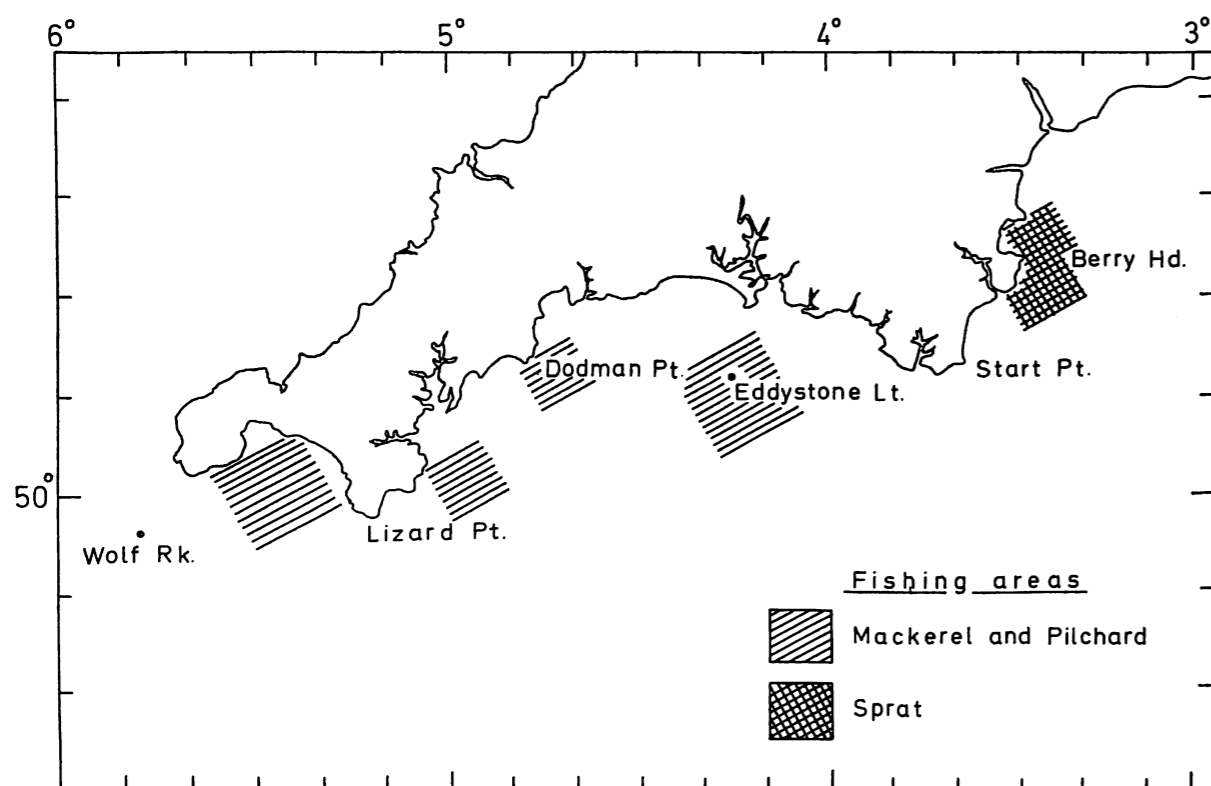 6° 5° 4° 3°
Berry Hd.
Dodman Pt.
Start Pt.
Eddystone Lt.
50°
Lizard Pt.
Wolf Rk.
Fishing areas
Mackerel and Pilchard
Sprat